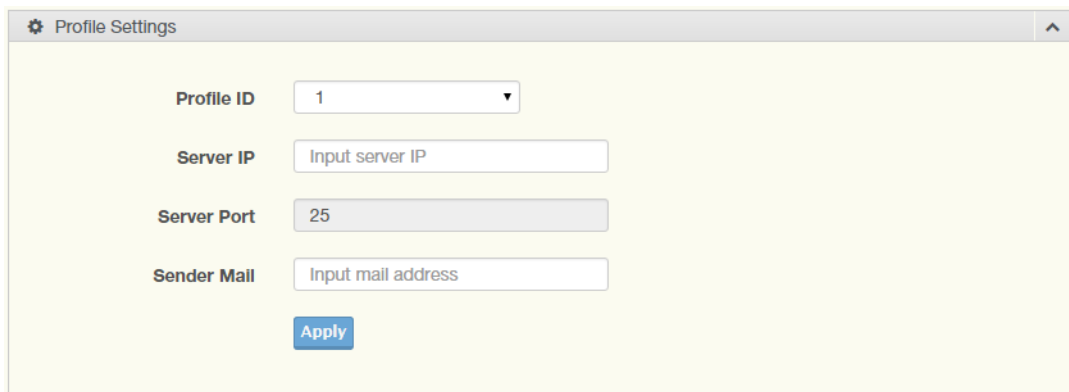 Profile Settings
Profile ID 1
Server IP Input server IP
Server Port 25
Sender Mail Input mail address
Apply